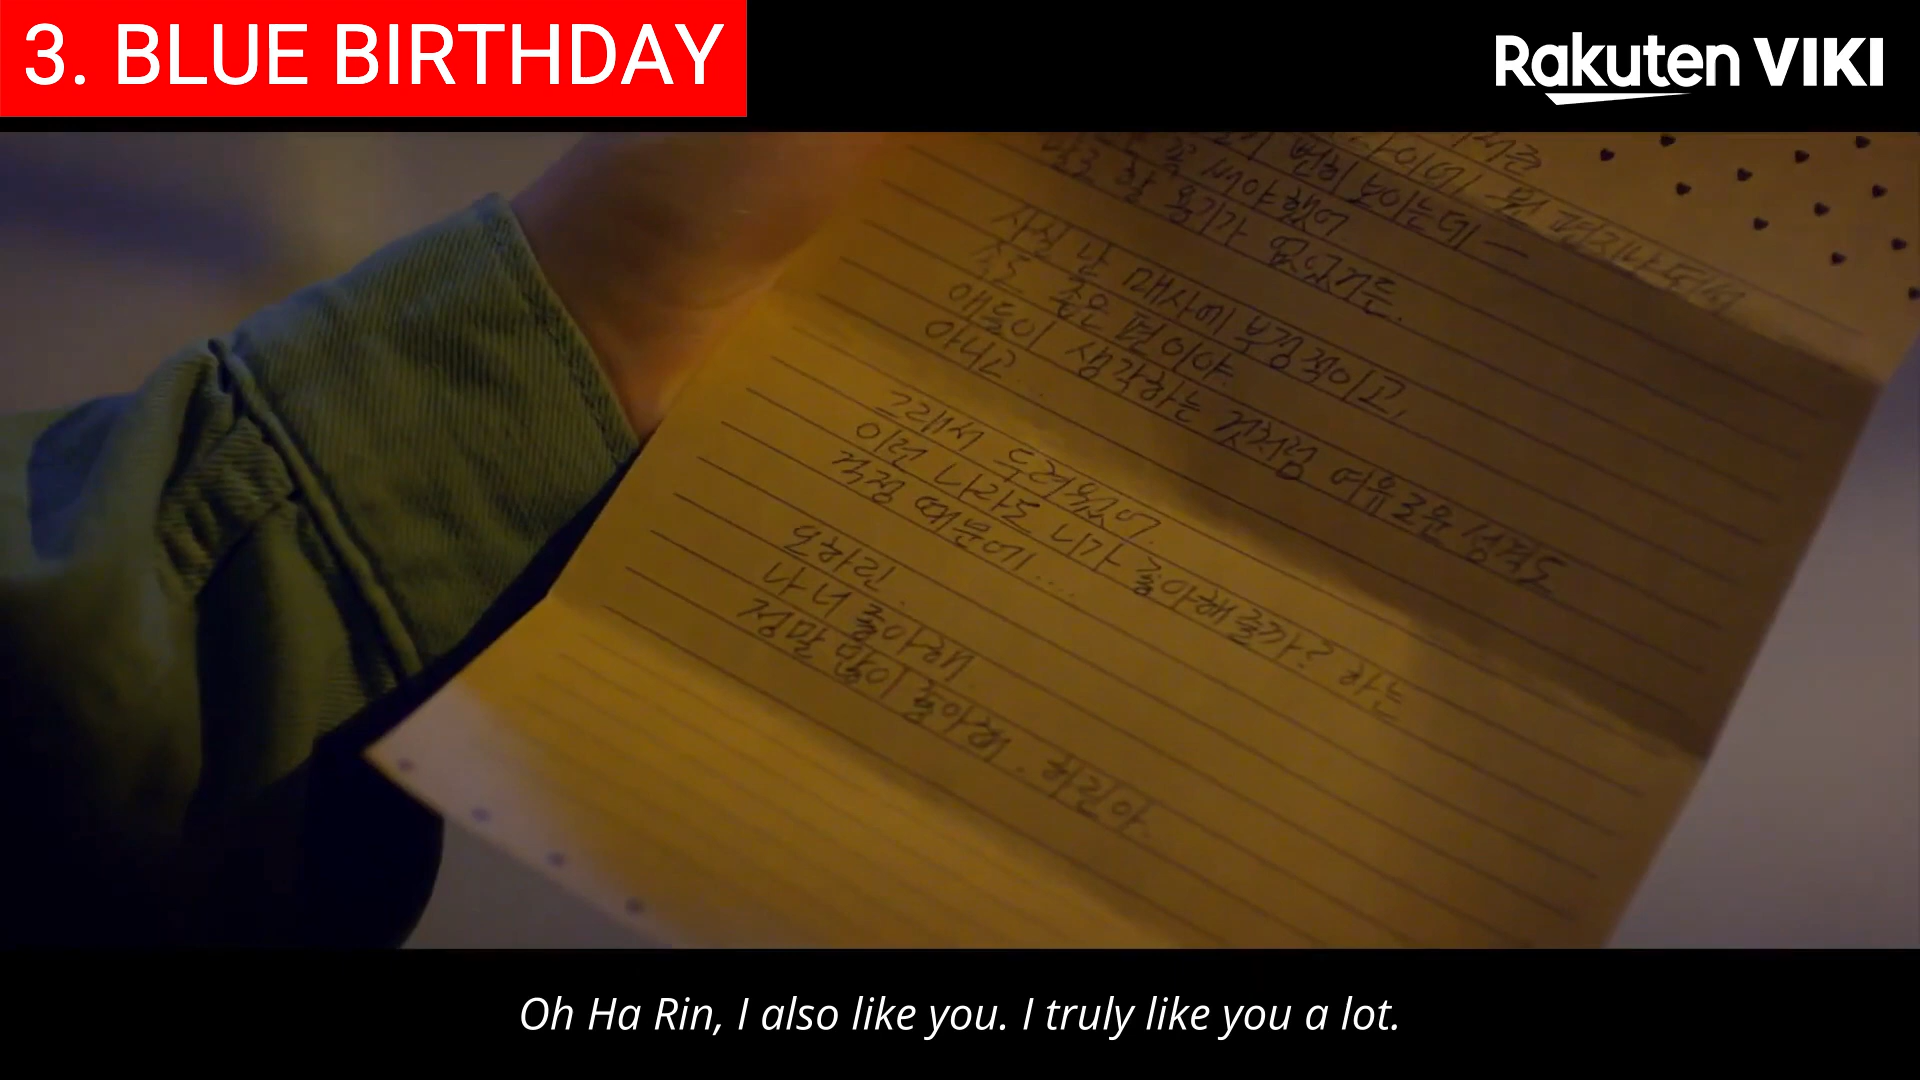 3. BLUE BIRTHDAY
Rakuten VIKI
말로 할 용기가 없었거든.
사실 난 매사에 부정적이고,
속도 좁은 편이야.
애들이 생각하는 것처럼 여유로운 성격도
아니고...
그래서 두려웠어.
이런 나라도 니가 좋아해줄까? 하는
걱정 때문에...
오하린.
나 너 좋아해.
정말 많이 좋아해. 하린아.
Oh Ha Rin, I also like you. I truly like you a lot.